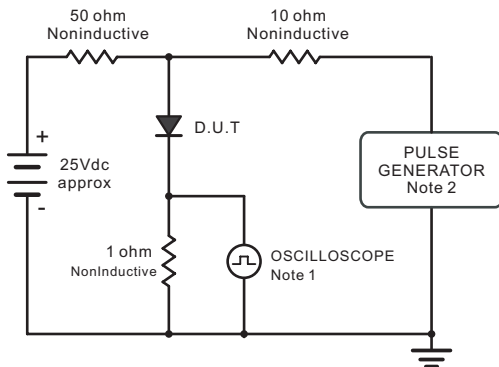 50 ohm
Noninductive
10 ohm
Noninductive
D.U.T
+
25Vdc
approx
-
PULSE
GENERATOR
Note 2
1 ohm
NonInductive
OSCILLOSCOPE
Note 1